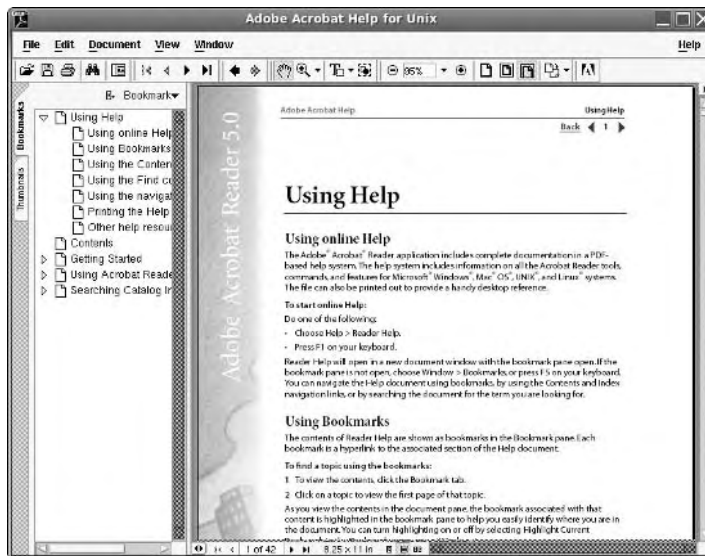 Adobe Acrobat Help for Unix
File Edit Document View Window Help
Bookmark
Bookmarks
Thumbnails
Using Help
Using online Help
Using Bookmarks
Using the Conten
Using the Find co
Using the navigat
Printing the Help
Other help resou
Contents
Getting Started
Using Acrobat Reade
Searching Catalog In
Adobe Acrobat Reader 5.0
Adobe Acrobat Help Using Help
Back 1
Using Help
Using online Help
The Adobe® Acrobat® Reader application includes complete documentation in a PDF-
based help system. The help system includes information on all the Acrobat Reader tools,
commands, and features for Microsoft® Windows®, Mac® OS®, UNIX®, and Linux® systems.
The file can also be printed out to provide a handy desktop reference.
To start online Help:
Do one of the following:
• Choose Help > Reader Help.
• Press F1 on your keyboard.
Reader Help will open in a new document window with the bookmark pane open. If the
bookmark pane is not open, choose Window > Bookmarks, or press F5 on your keyboard.
You can navigate the Help document using bookmarks, by using the Contents and Index
navigation links, or by searching the document for the term you are looking for.
Using Bookmarks
The contents of Reader Help are shown as bookmarks in the Bookmark pane. Each
bookmark is a hyperlink to the associated section of the Help document.
To find a topic using the bookmarks:
1 To view the contents, click the Bookmark tab.
2 Click on a topic to view the first page of that topic.
As you view the contents in the document pane, the bookmark associated with that
content is highlighted in the bookmark pane to help you easily identify where you are in
the document. You can turn highlighting on or off by selecting Highlight Current
1 of 42 8.25 x 11 in